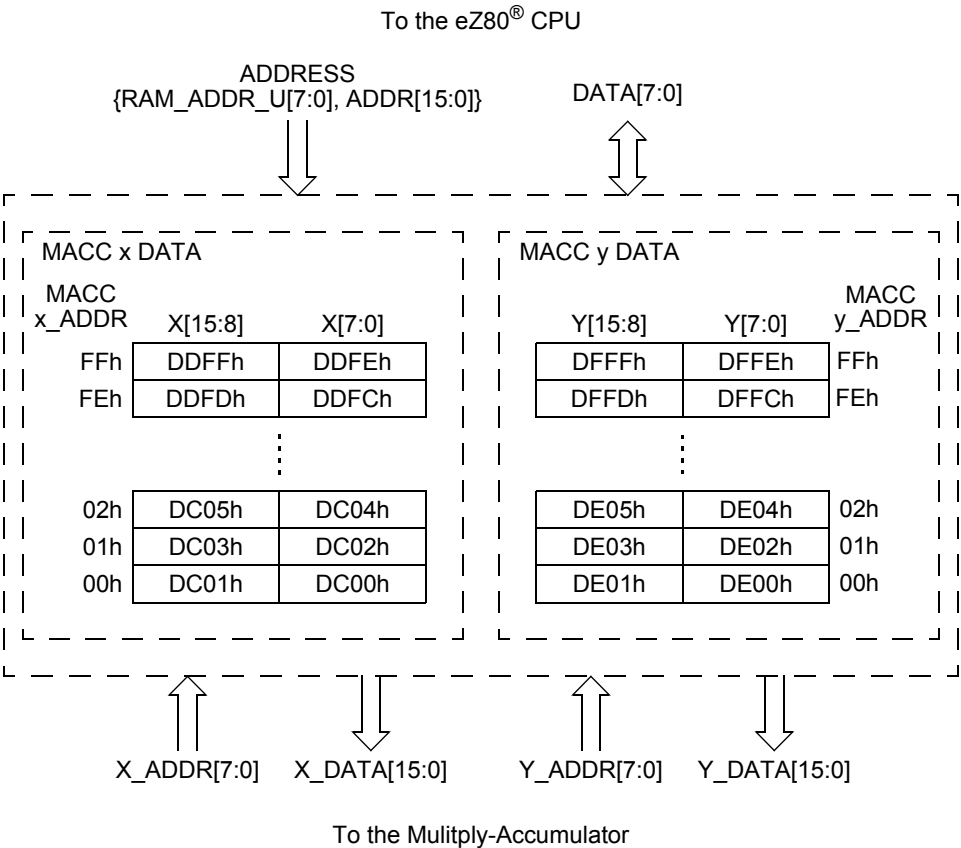 To the eZ80® CPU
ADDRESS
{RAM_ADDR_U[7:0], ADDR[15:0]}
DATA[7:0]
MACC x DATA
MACC y DATA
MACC
x_ADDR
X[15:8]
X[7:0]
Y[15:8]
Y[7:0]
MACC
y_ADDR
FFh DDFFh DDFEh DFFFh DFFEh FFh
FEh DDFDh DDFCh DFFDh DFFCh FEh
02h DC05h DC04h DE05h DE04h 02h
01h DC03h DC02h DE03h DE02h 01h
00h DC01h DC00h DE01h DE00h 00h
X_ADDR[7:0] X_DATA[15:0] Y_ADDR[7:0] Y_DATA[15:0]
To the Mulitply-Accumulator